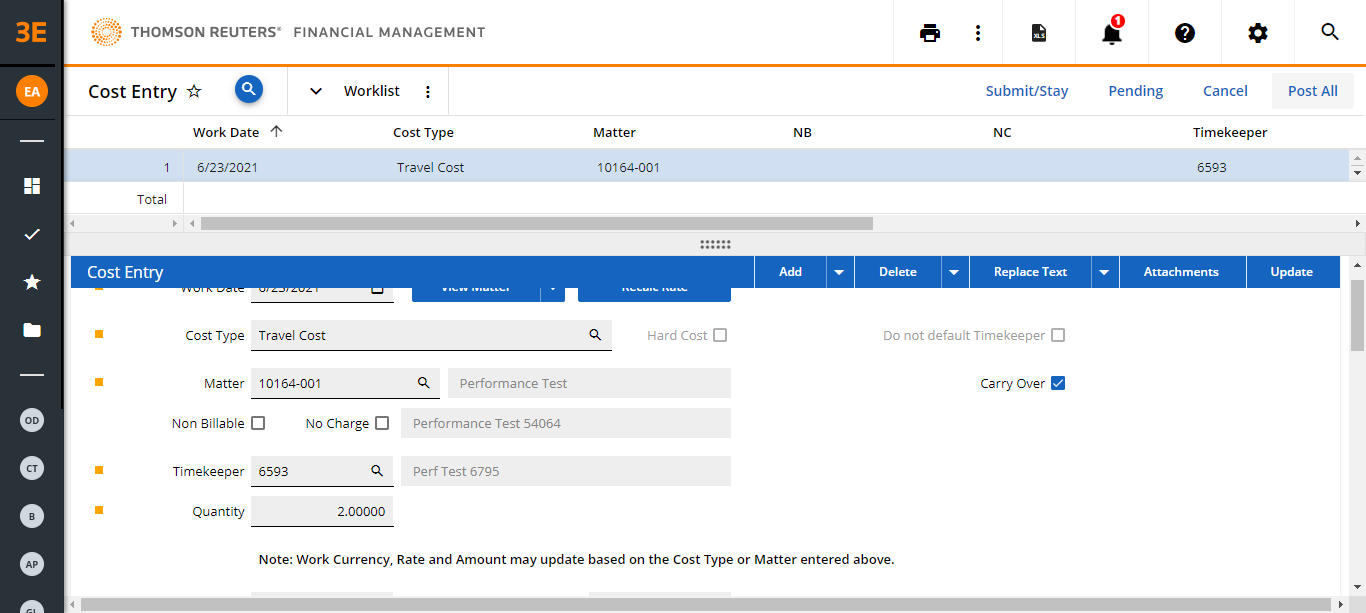 3E THOMSON REUTERS® FINANCIAL MANAGEMENT XLS 1
EA Cost Entry Worklist Submit/Stay Pending Cancel Post All
Work Date Cost Type Matter NB NC Timekeeper
1 6/23/2021 Travel Cost 10164-001 6593
Total
Cost Entry Add Delete Replace Text Attachments Update
Work Date 6/23/2021 View Matter Recalc Rate
Cost Type Travel Cost Hard Cost Do not default Timekeeper
Matter 10164-001 Performance Test Carry Over
OD Non Billable No Charge Performance Test 54064
CT Timekeeper 6593 Perf Test 6795
B Quantity 2.00000
AP Note: Work Currency, Rate and Amount may update based on the Cost Type or Matter entered above.
GL